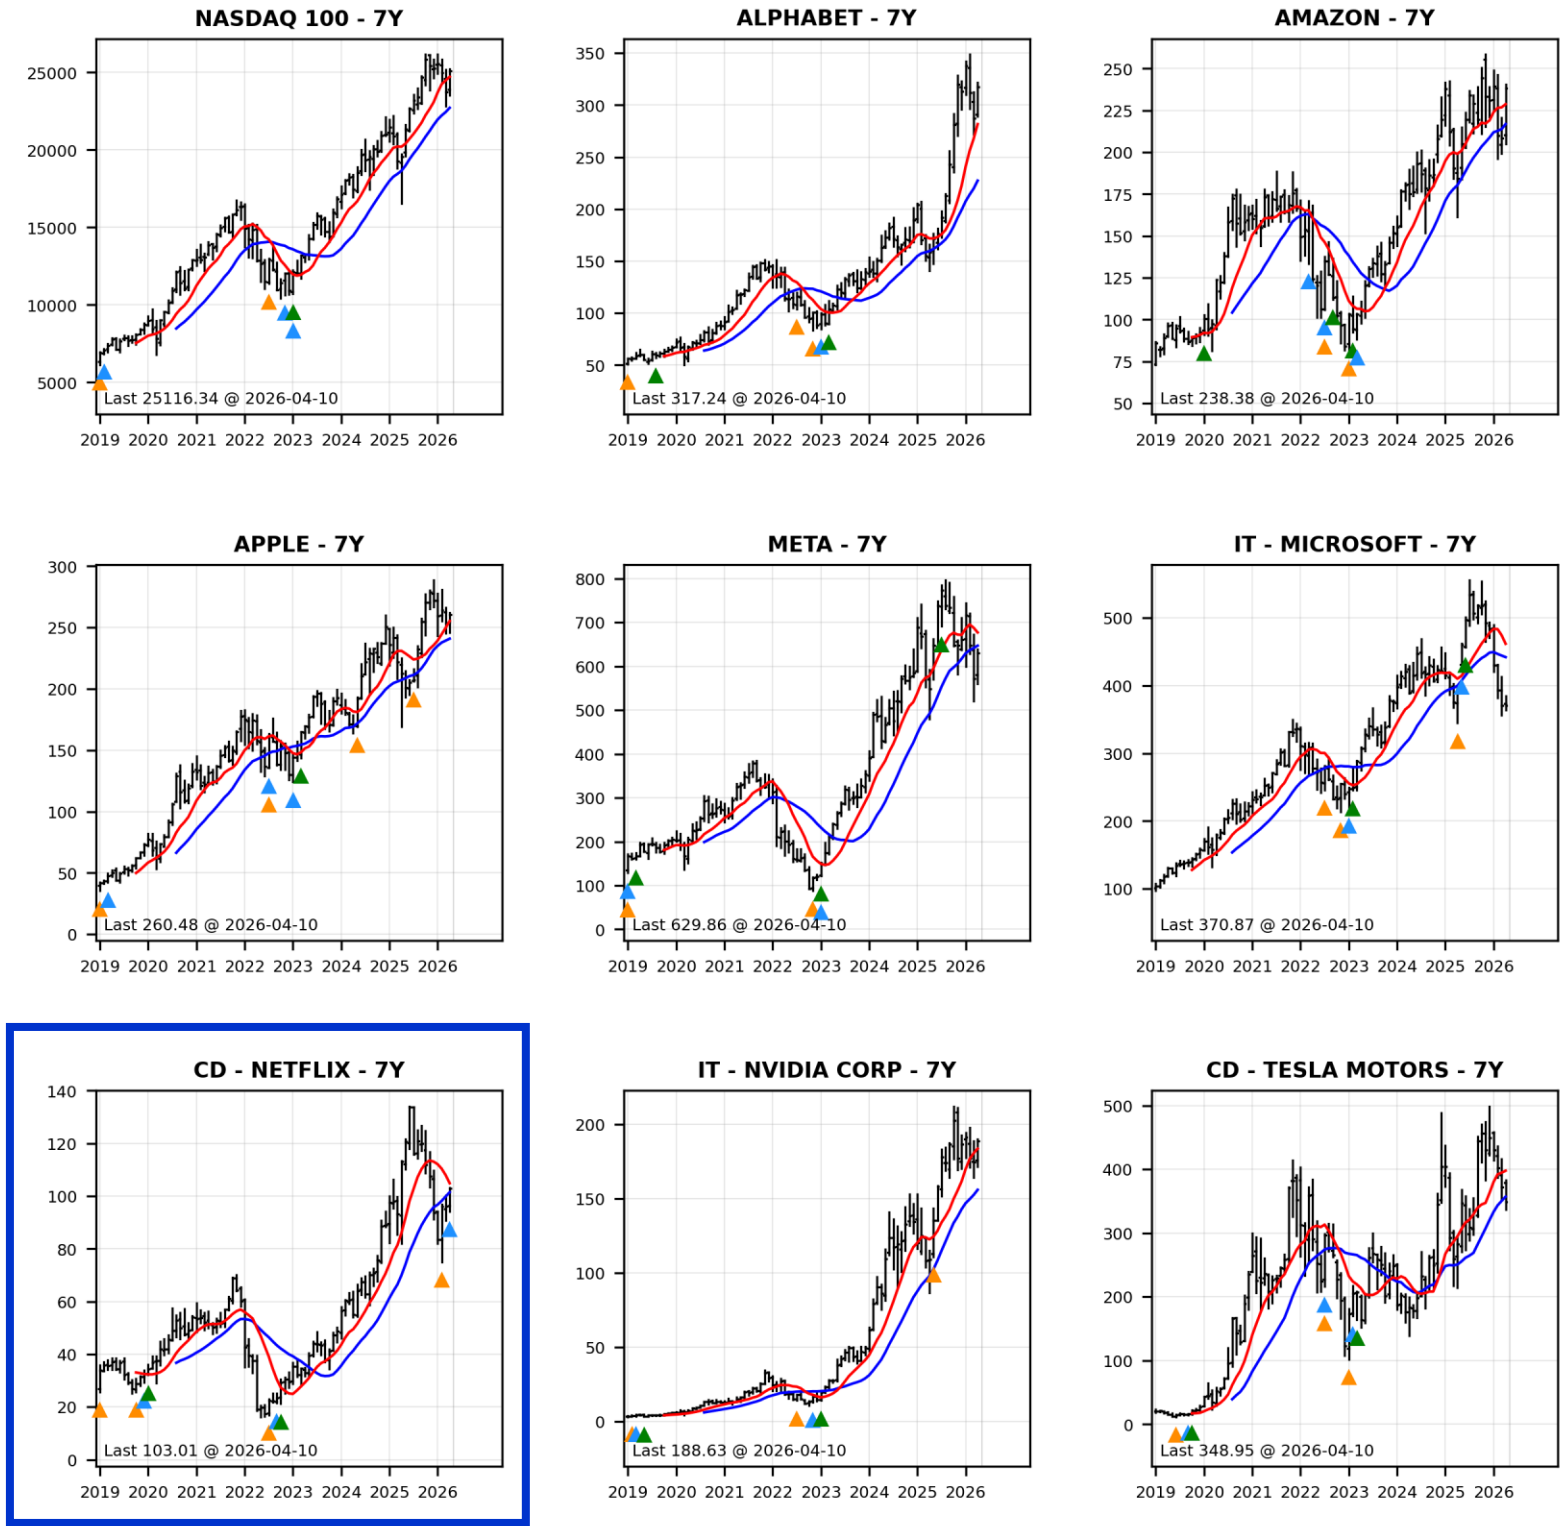 NASDAQ 100 - 7Y
25000
20000
15000
10000
5000
Last 25116.34 @ 2026-04-10
2019 2020 2021 2022 2023 2024 2025 2026
ALPHABET - 7Y
350
300
250
200
150
100
50
Last 317.24 @ 2026-04-10
2019 2020 2021 2022 2023 2024 2025 2026
AMAZON - 7Y
250
225
200
175
150
125
100
75
50
Last 238.38 @ 2026-04-10
2019 2020 2021 2022 2023 2024 2025 2026
APPLE - 7Y
300
250
200
150
100
50
0
Last 260.48 @ 2026-04-10
2019 2020 2021 2022 2023 2024 2025 2026
META - 7Y
800
700
600
500
400
300
200
100
0
Last 629.86 @ 2026-04-10
2019 2020 2021 2022 2023 2024 2025 2026
IT - MICROSOFT - 7Y
500
400
300
200
100
Last 370.87 @ 2026-04-10
2019 2020 2021 2022 2023 2024 2025 2026
CD - NETFLIX - 7Y
140
120
100
80
60
40
20
0
Last 103.01 @ 2026-04-10
2019 2020 2021 2022 2023 2024 2025 2026
IT - NVIDIA CORP - 7Y
200
150
100
50
0
Last 188.63 @ 2026-04-10
2019 2020 2021 2022 2023 2024 2025 2026
CD - TESLA MOTORS - 7Y
500
400
300
200
100
0
Last 348.95 @ 2026-04-10
2019 2020 2021 2022 2023 2024 2025 2026